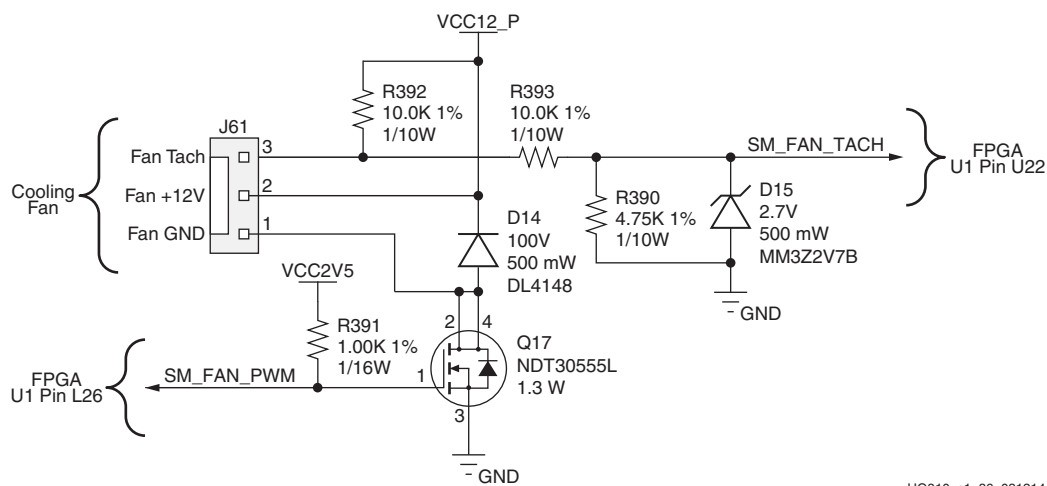 VCC12_P
R392
10.0K 1%
1/10W
R393
10.0K 1%
1/10W
J61
Fan Tach
3
Fan +12V
2
Fan GND
1
Cooling
Fan
SM_FAN_TACH
FPGA
U1 Pin U22
R390
4.75K 1%
1/10W
D15
2.7V
500 mW
MM3Z2V7B
GND
D14
100V
500 mW
DL4148
VCC2V5
R391
1.00K 1%
1/16W
2
4
Q17
NDT30555L
1.3 W
1
3
SM_FAN_PWM
FPGA
U1 Pin L26
GND